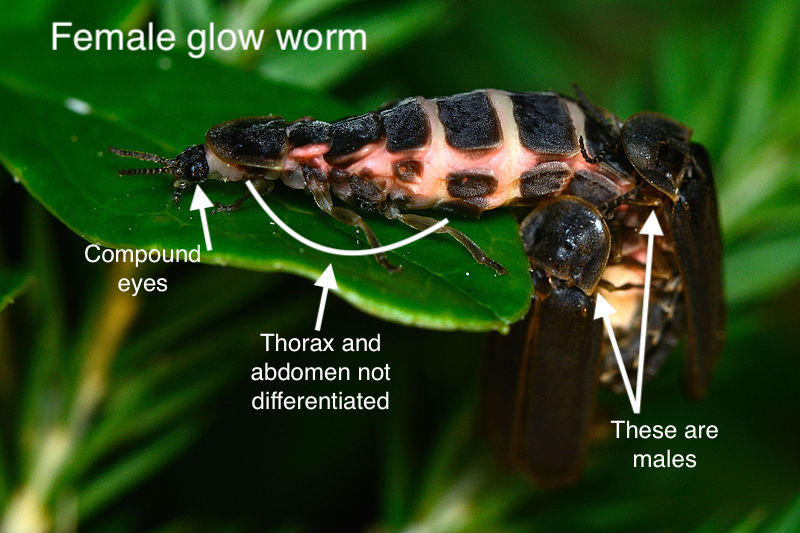 Female glow worm
Compound
eyes
Thorax and
abdomen not
differentiated
These are
males